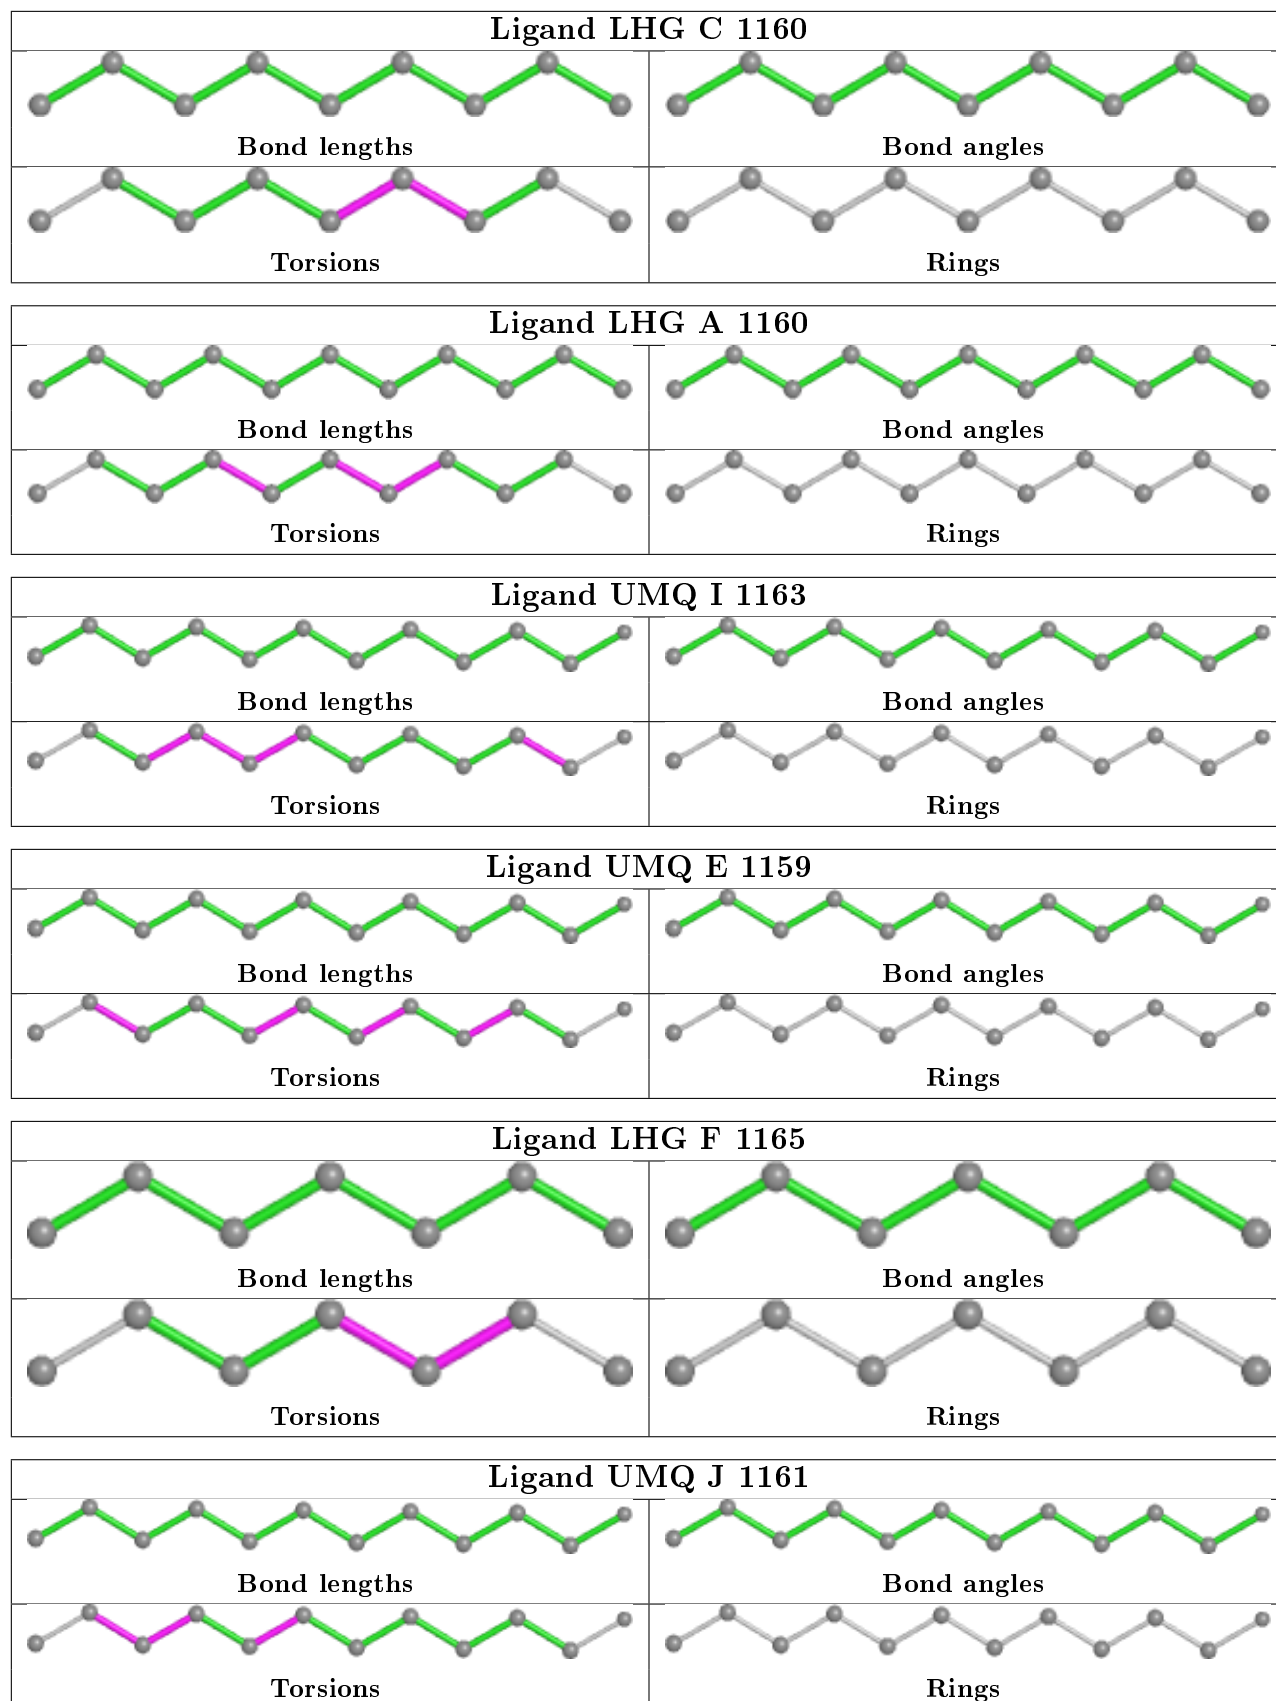 Ligand LHG C 1160
Bond lengths Bond angles
Torsions Rings
Ligand LHG A 1160
Bond lengths Bond angles
Torsions Rings
Ligand UMQ I 1163
Bond lengths Bond angles
Torsions Rings
Ligand UMQ E 1159
Bond lengths Bond angles
Torsions Rings
Ligand LHG F 1165
Bond lengths Bond angles
Torsions Rings
Ligand UMQ J 1161
Bond lengths Bond angles
Torsions Rings